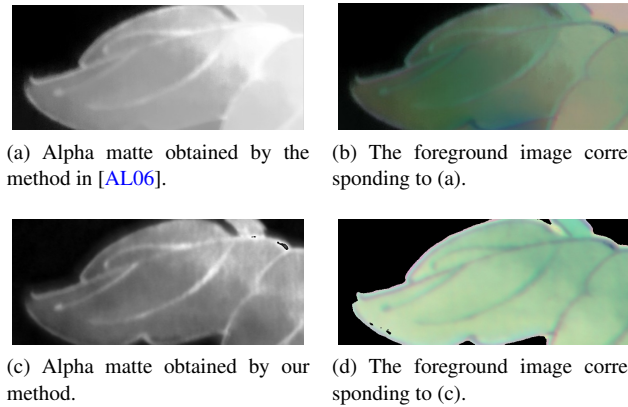 (a) Alpha matte obtained by the
method in [AL06].
(b) The foreground image corre
sponding to (a).
(c) Alpha matte obtained by our
method.
(d) The foreground image corre
sponding to (c).